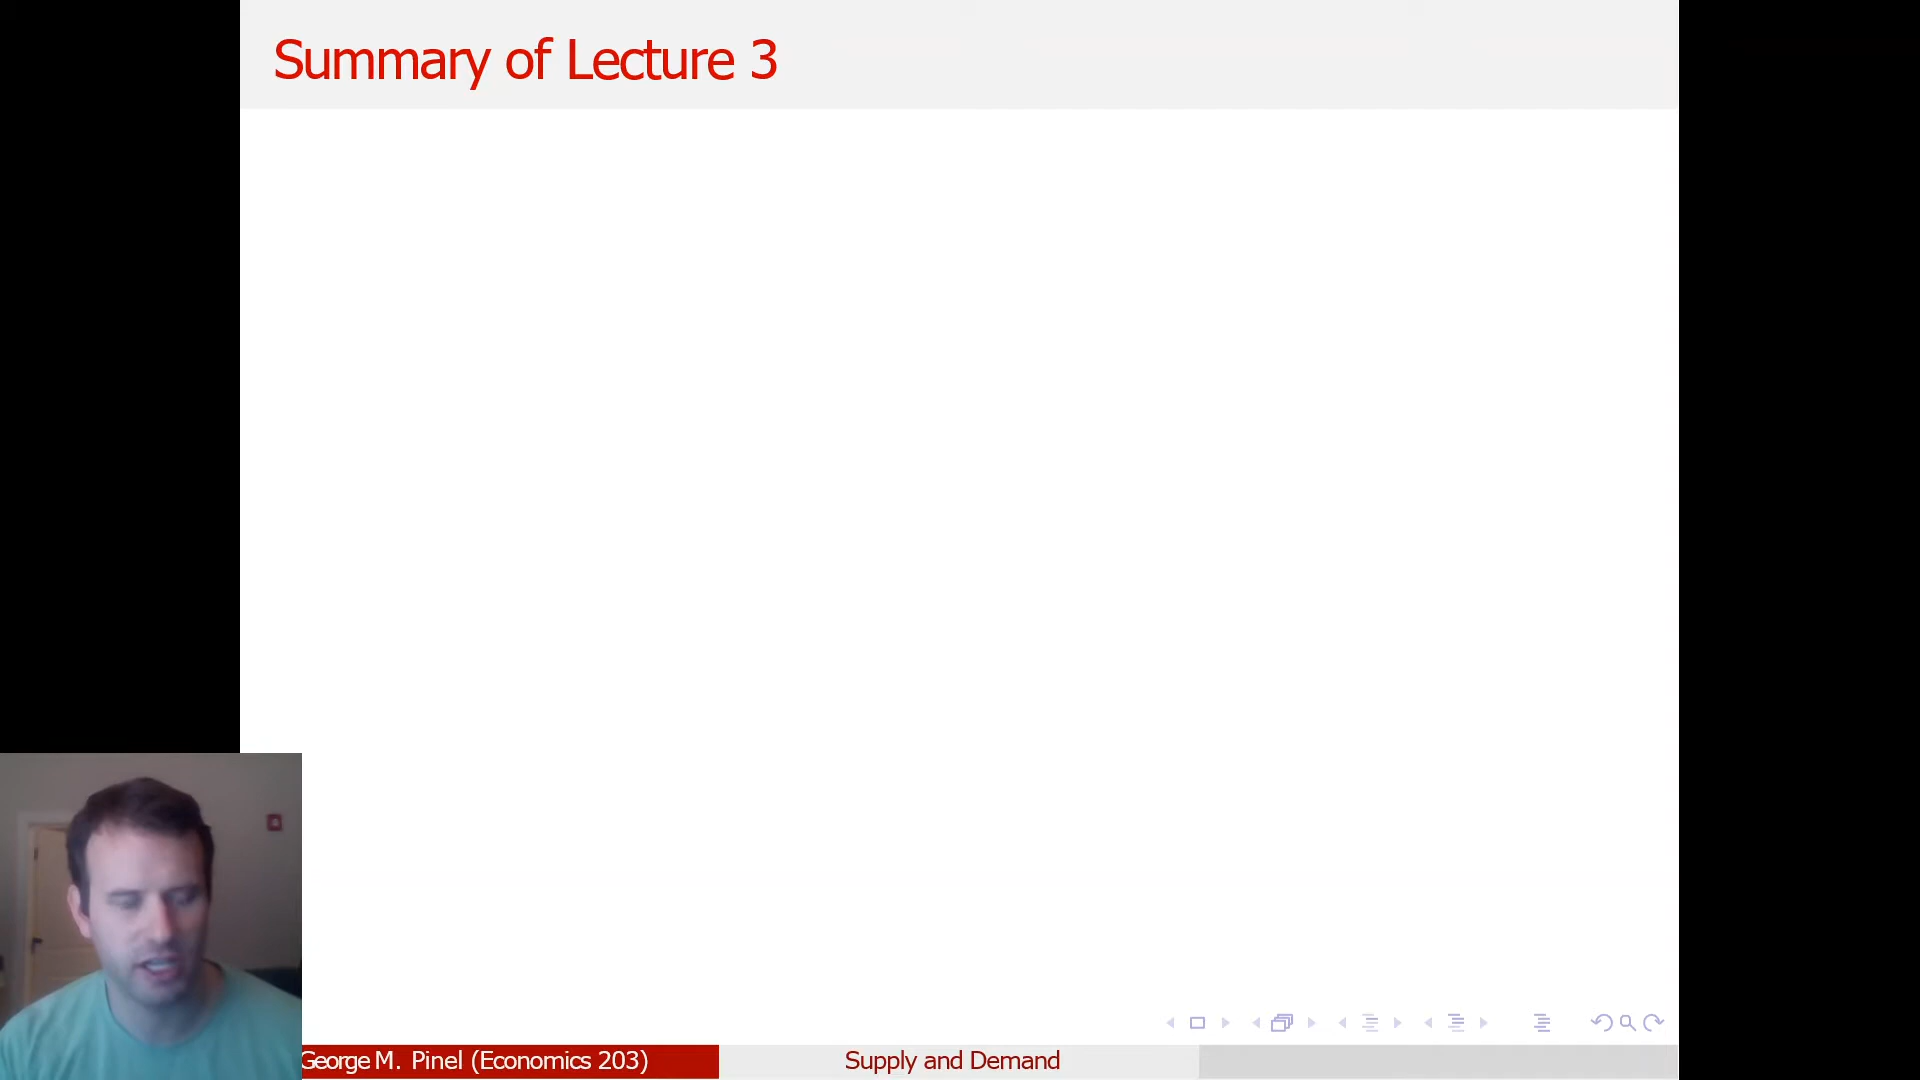 Summary of Lecture 3
George M. Pinel (Economics 203)
Supply and Demand